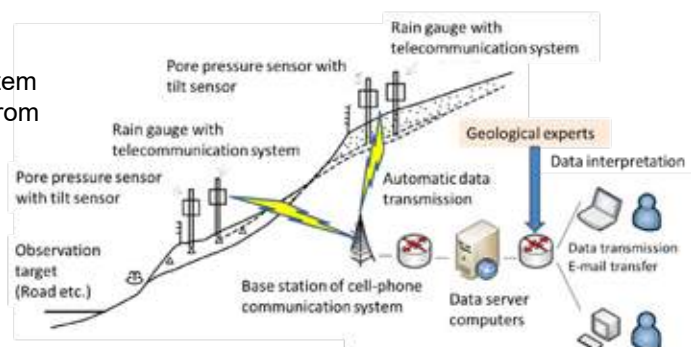 tem
rom
Rain gauge with
telecommunication system
Pore pressure sensor with
tilt sensor
Rain gauge with
telecommunication system
Pore pressure sensor
with tilt sensor
Observation
target
(Road etc.)
Geological experts
Data interpretation
Automatic data
transmission
Base station of cell-phone
communication system
Data server
computers
Data transmission
E-mail transfer